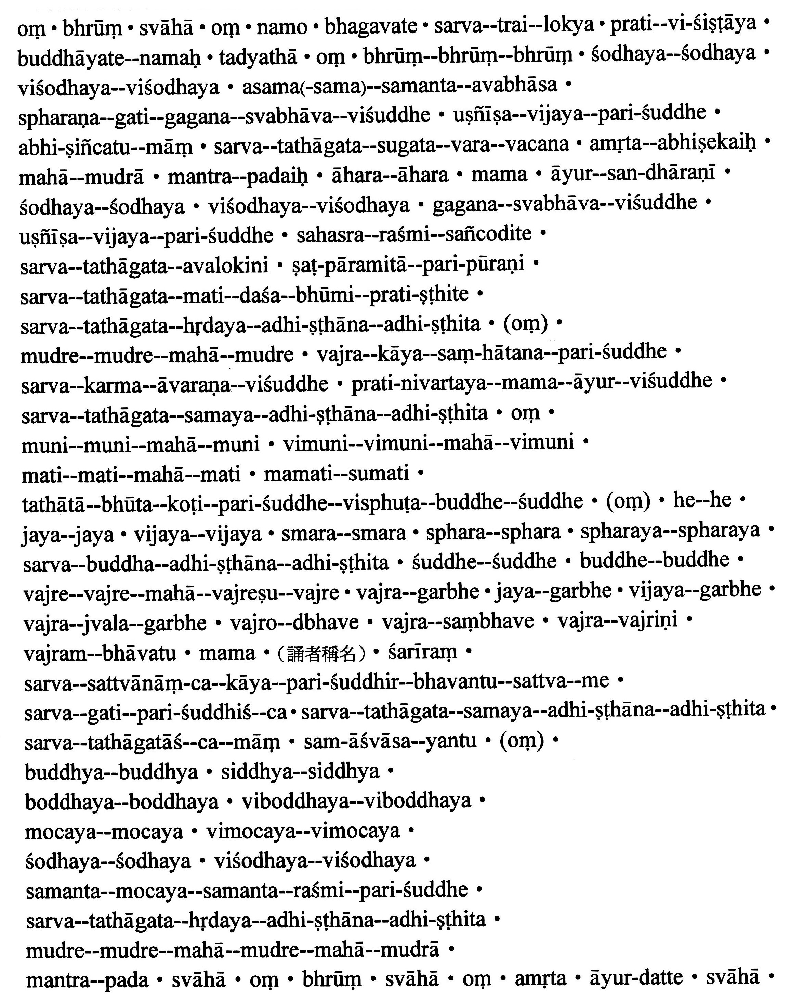 oṃ • bhrūṃ • svāhā • oṃ • namo • bhagavate • sarva--trai--lokya • prati--vi-śiṣṭāya •
buddhāyate--namaḥ • tadyathā • oṃ • bhrūṃ--bhrūṃ--bhrūṃ • śodhaya--śodhaya •
viśodhaya--viśodhaya • asama(-sama)--samanta--avabhāsa •
spharaṇa--gati--gagana--svabhāva--viśuddhe • uṣñīṣa--vijaya--pari-śuddhe •
abhi-ṣiñcatu--māṃ • sarva--tathāgata--sugata--vara--vacana • amṛta--abhiṣekaiḥ •
mahā--mudrā • mantra--padaiḥ • āhara--āhara • mama • āyur--san-dhāraṇī •
śodhaya--śodhaya • viśodhaya--viśodhaya • gagana--svabhāva--viśuddhe •
uṣñīṣa--vijaya--pari-śuddhe • sahasra--raśmi--sañcodite •
sarva--tathāgata--avalokini • ṣaṭ-pāramitā--pari-pūraṇi •
sarva--tathāgata--mati--daśa--bhūmi--prati-ṣṭhite •
sarva--tathāgata--hṛdaya--adhi-ṣṭhāna--adhi-ṣṭhita • (oṃ) •
mudre--mudre--mahā--mudre • vajra--kāya--saṃ-hātana--pari-śuddhe •
sarva--karma--āvaraṇa--viśuddhe • prati-nivartaya--mama--āyur--viśuddhe •
sarva--tathāgata--samaya--adhi-ṣṭhāna--adhi-ṣṭhita • oṃ •
muni--muni--mahā--muni • vimuni--vimuni--mahā--vimuni •
mati--mati--mahā--mati • mamati--sumati •
tathātā--bhūta--koṭi--pari-śuddhe--visphuṭa--buddhe--śuddhe • (oṃ) • he--he •
jaya--jaya • vijaya--vijaya • smara--smara • sphara--sphara • spharaya--spharaya •
sarva--buddha--adhi-ṣṭhāna--adhi-ṣṭhita • śuddhe--śuddhe • buddhe--buddhe •
vajre--vajre--mahā--vajreṣu--vajre • vajra--garbhe • jaya--garbhe • vijaya--garbhe •
vajra--jvala--garbhe • vajro--dbhave • vajra--saṃbhave • vajra--vajriṇi •
vajram--bhāvatu • mama • （誦者稱名） • śarīraṃ •
sarva--sattvānāṃ-ca--kāya--pari-śuddhir--bhavantu--sattva--me •
sarva--gati--pari-śuddhiś--ca • sarva--tathāgata--samaya--adhi-ṣṭhāna--adhi-ṣṭhita •
sarva--tathāgatāś--ca--māṃ • sam-āśvāsa--yantu • (oṃ) •
buddhya--buddhya • siddhya--siddhya •
boddhaya--boddhaya • viboddhaya--viboddhaya •
mocaya--mocaya • vimocaya--vimocaya •
śodhaya--śodhaya • viśodhaya--viśodhaya •
samanta--mocaya--samanta--raśmi--pari-śuddhe •
sarva--tathāgata--hṛdaya--adhi-ṣṭhāna--adhi-ṣṭhita •
mudre--mudre--mahā--mudre--mahā--mudrā •
mantra--pada • svāhā • oṃ • bhrūṃ • svāhā • oṃ • amṛta • āyur-datte • svāhā •